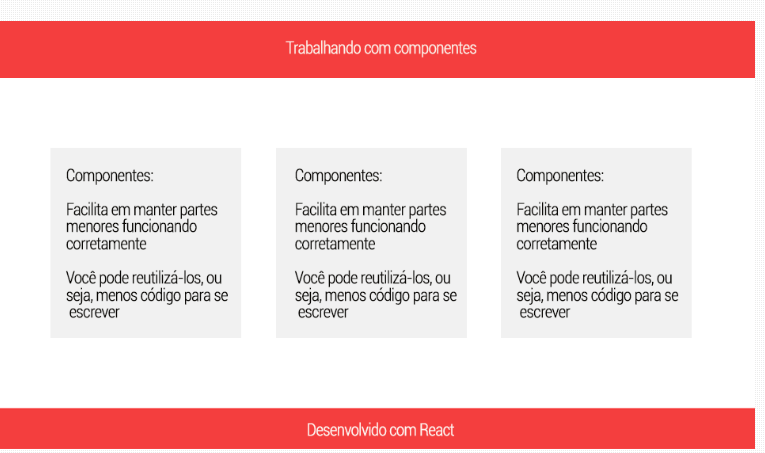 Trabalhando com componentes
Componentes:
Facilita em manter partes
menores funcionando
corretamente
Você pode reutilizá-los, ou
seja, menos código para se
escrever
Componentes:
Facilita em manter partes
menores funcionando
corretamente
Você pode reutilizá-los, ou
seja, menos código para se
escrever
Componentes:
Facilita em manter partes
menores funcionando
corretamente
Você pode reutilizá-los, ou
seja, menos código para se
escrever
Desenvolvido com React